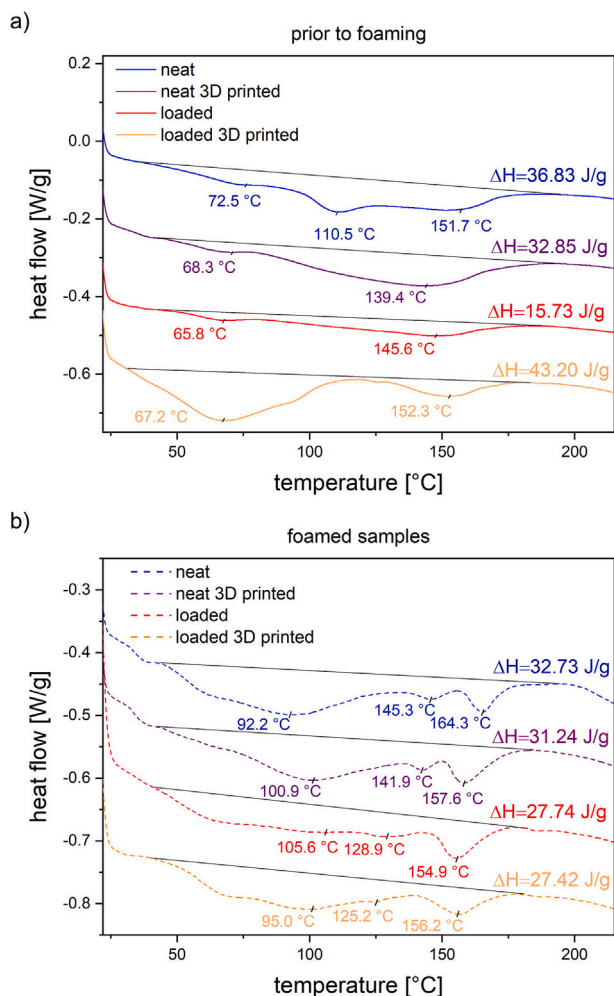 a)
prior to foaming
neat
neat 3D printed
loaded
loaded 3D printed
0.2
0.0
-0.2
-0.4
-0.6
heat flow [W/g]
ΔH=36.83 J/g
72.5 °C
110.5 °C
151.7 °C
ΔH=32.85 J/g
68.3 °C
139.4 °C
ΔH=15.73 J/g
65.8 °C
145.6 °C
ΔH=43.20 J/g
67.2 °C
152.3 °C
50 100 150 200
temperature [°C]
b)
foamed samples
neat
neat 3D printed
loaded
loaded 3D printed
-0.3
-0.4
-0.5
-0.6
-0.7
-0.8
heat flow [W/g]
ΔH=32.73 J/g
92.2 °C
145.3 °C
164.3 °C
ΔH=31.24 J/g
100.9 °C
141.9 °C
157.6 °C
ΔH=27.74 J/g
105.6 °C
128.9 °C
154.9 °C
ΔH=27.42 J/g
95.0 °C
125.2 °C
156.2 °C
50 100 150 200
temperature [°C]